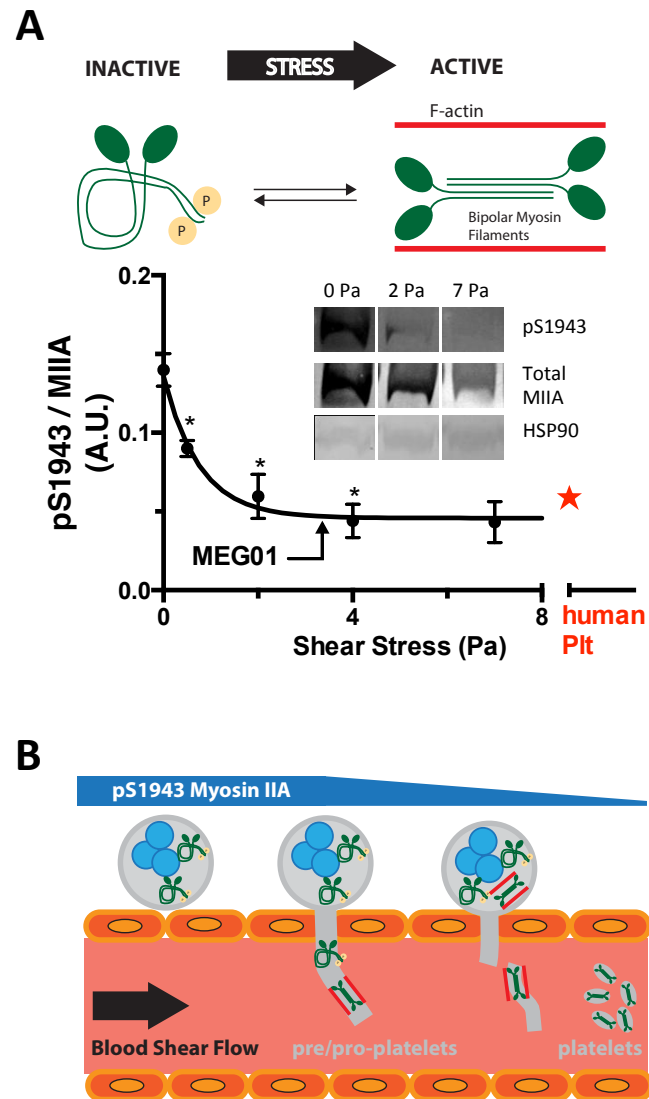 A
INACTIVE
STRESS
ACTIVE
F-actin
P
P
Bipolar Myosin
Filaments
0.2
0.1
0.0
pS1943 / MIIA
(A.U.)
0 Pa 2 Pa 7 Pa
pS1943
Total
MIIA
HSP90
*
*
*
MEG01
0
4
8
Shear Stress (Pa)
human
Plt
B
pS1943 Myosin IIA
Blood Shear Flow
pre/pro-platelets
platelets